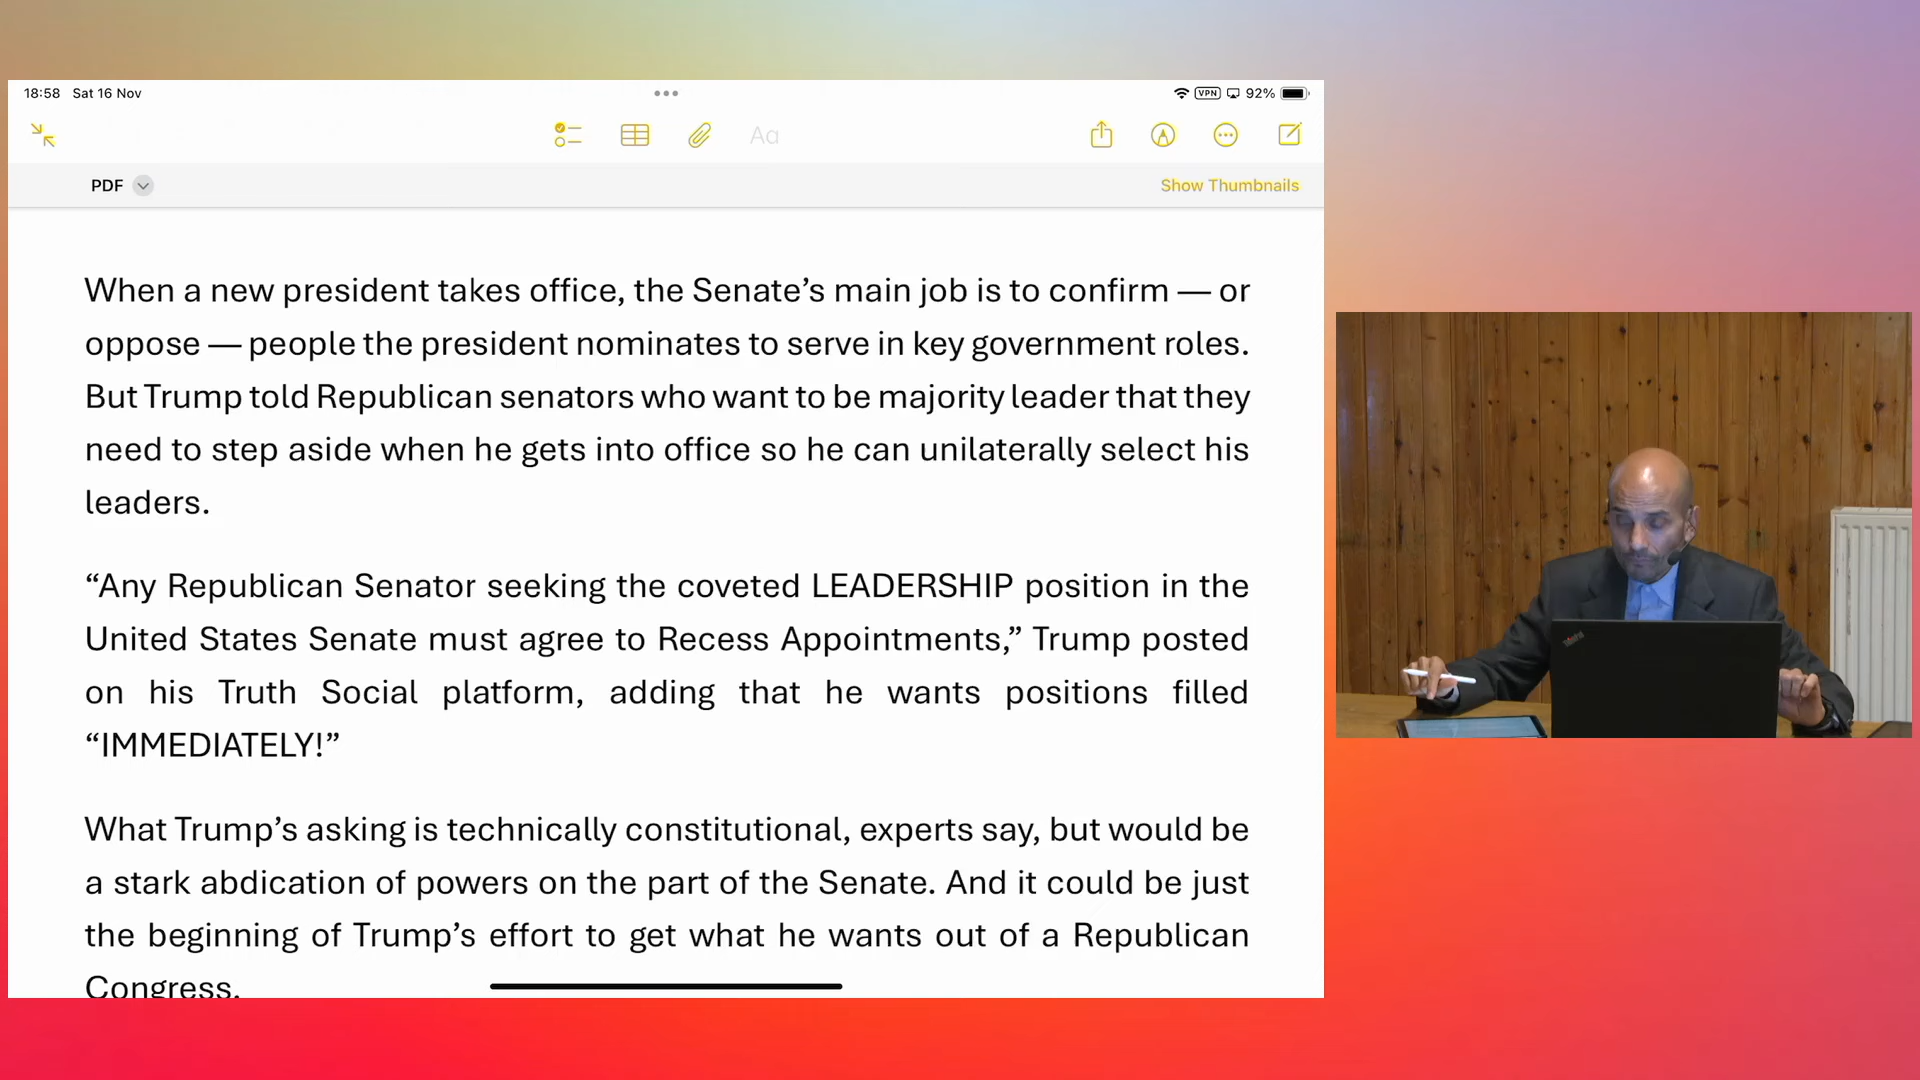 18:58 Sat 16 Nov
VPN 92%
Aa
PDF
Show Thumbnails
When a new president takes office, the Senate’s main job is to confirm — or
oppose — people the president nominates to serve in key government roles.
But Trump told Republican senators who want to be majority leader that they
need to step aside when he gets into office so he can unilaterally select his
leaders.
“Any Republican Senator seeking the coveted LEADERSHIP position in the
United States Senate must agree to Recess Appointments,” Trump posted
on his Truth Social platform, adding that he wants positions filled
“IMMEDIATELY!”
What Trump’s asking is technically constitutional, experts say, but would be
a stark abdication of powers on the part of the Senate. And it could be just
the beginning of Trump’s effort to get what he wants out of a Republican
Congress.
ThinkPad